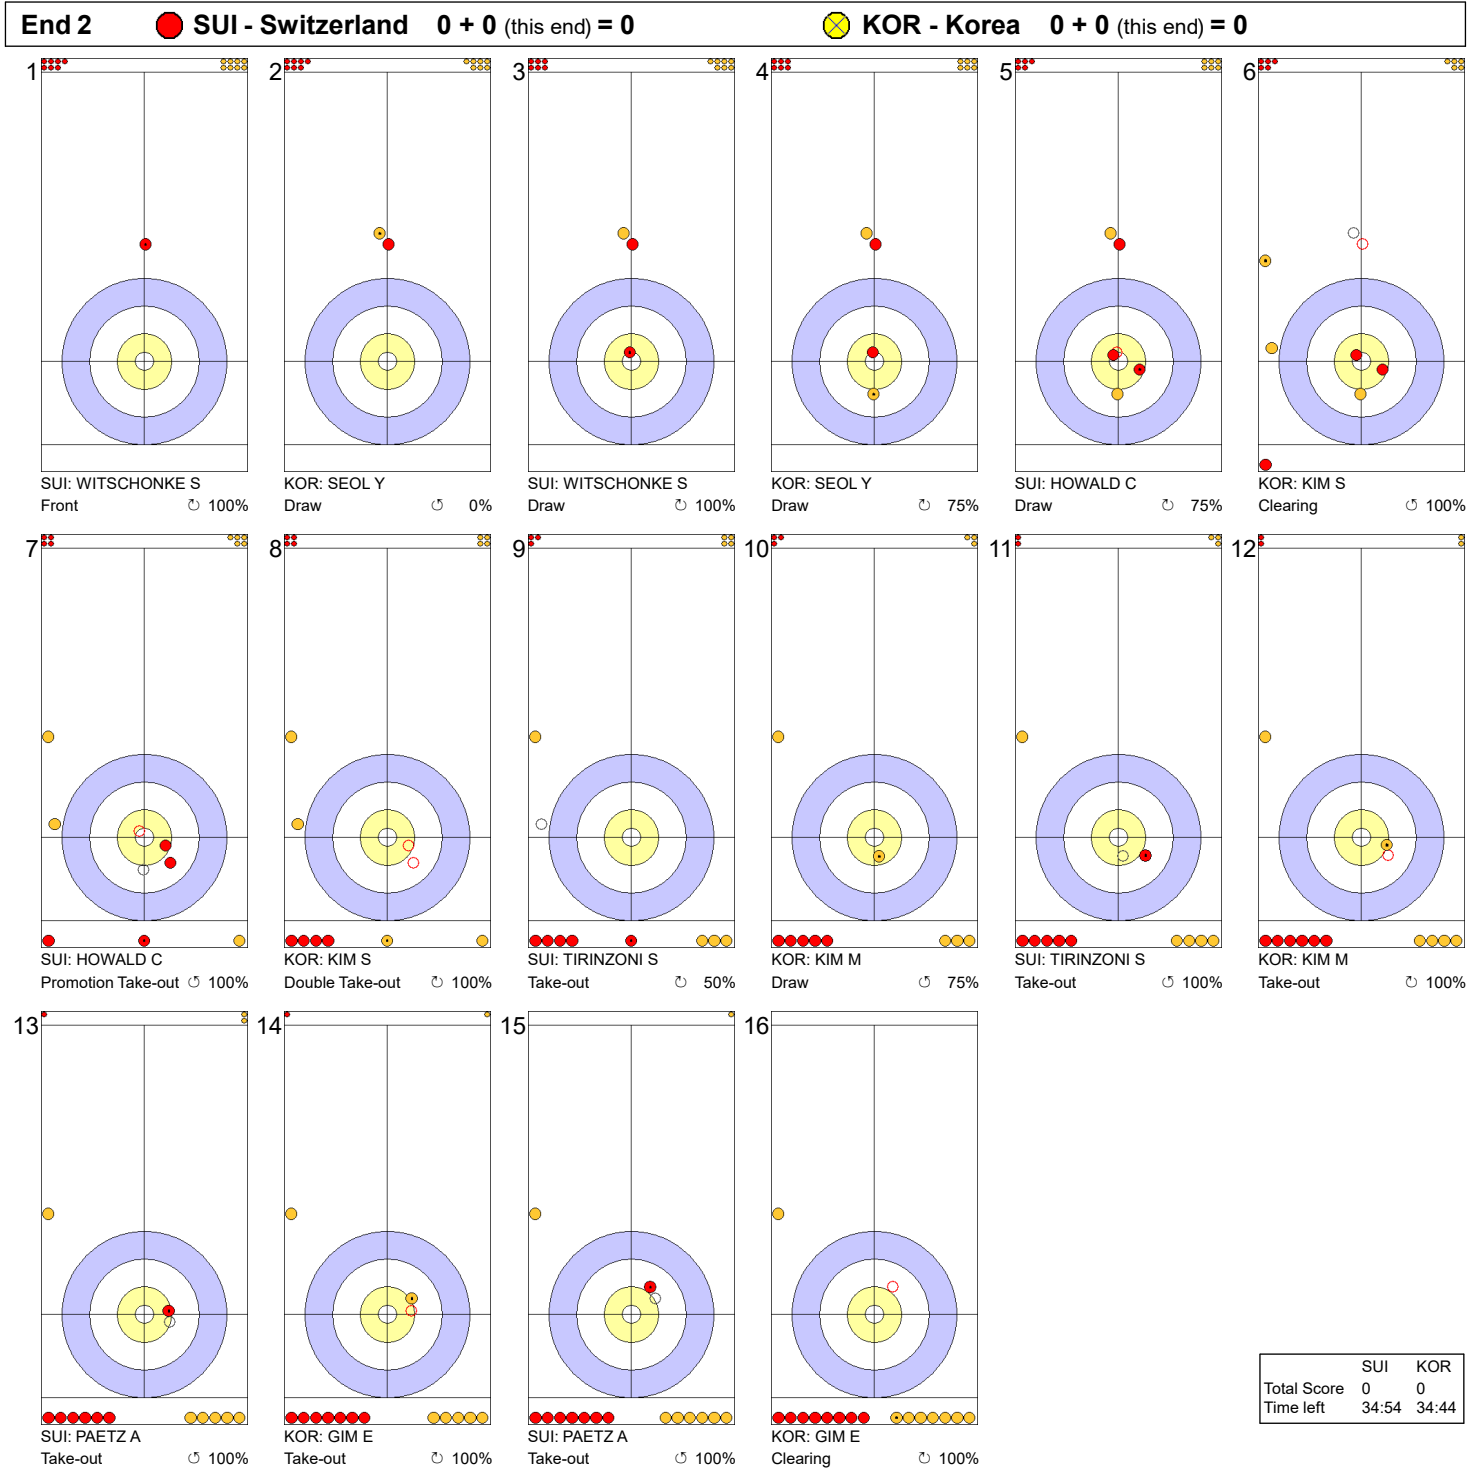 End 2 SUI - Switzerland 0 + 0 (this end) = 0 KOR - Korea 0 + 0 (this end) = 0
1 2 3 4 5 6
SUI: WITSCHONKE S KOR: SEOL Y SUI: WITSCHONKE S KOR: SEOL Y SUI: HOWALD C KOR: KIM S
Front ↻ 100% Draw ↺ 0% Draw ↻ 100% Draw ↺ 75% Draw ↻ 75% Clearing ↺ 100%
7 8 9 10 11 12
SUI: HOWALD C KOR: KIM S SUI: TIRINZONI S KOR: KIM M SUI: TIRINZONI S KOR: KIM M
Promotion Take-out ↺ 100% Double Take-out ↻ 100% Take-out ↻ 50% Draw ↺ 75% Take-out ↺ 100% Take-out ↻ 100%
13 14 15 16
SUI: PAETZ A KOR: GIM E SUI: PAETZ A KOR: GIM E
Take-out ↺ 100% Take-out ↺ 100% Take-out ↺ 100% Clearing ↺ 100%
SUI KOR
Total Score 0 0
Time left 34:54 34:44